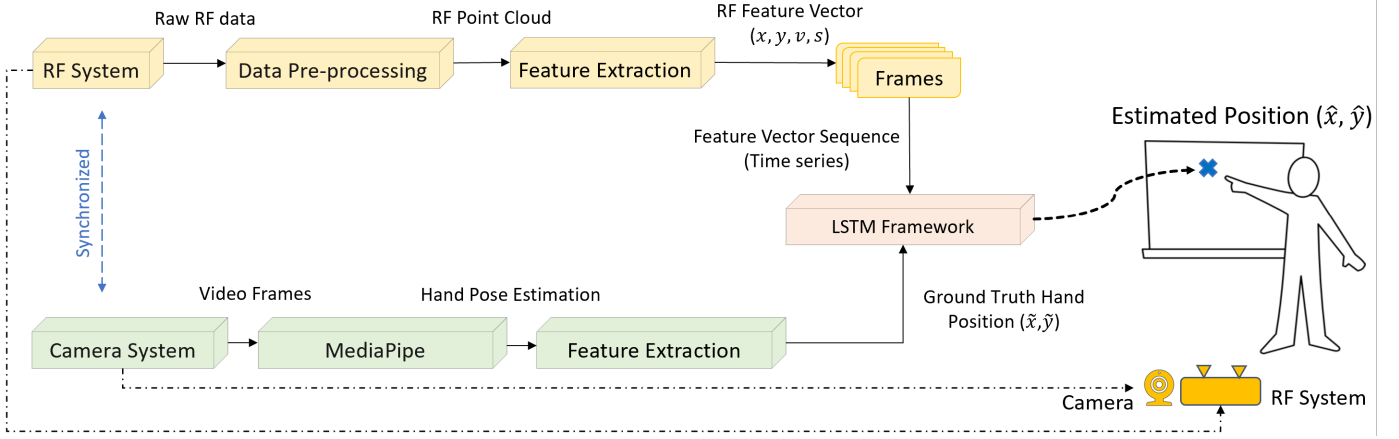 Raw RF data
RF Point Cloud
RF Feature Vector
(x, y, v, s)
RF System
Data Pre-processing
Feature Extraction
Frames
Estimated Position (x̂, ŷ)
Feature Vector Sequence
(Time series)
Synchronized
LSTM Framework
Video Frames
Hand Pose Estimation
Ground Truth Hand
Position (x̃,ỹ)
Camera System
MediaPipe
Feature Extraction
Camera
RF System